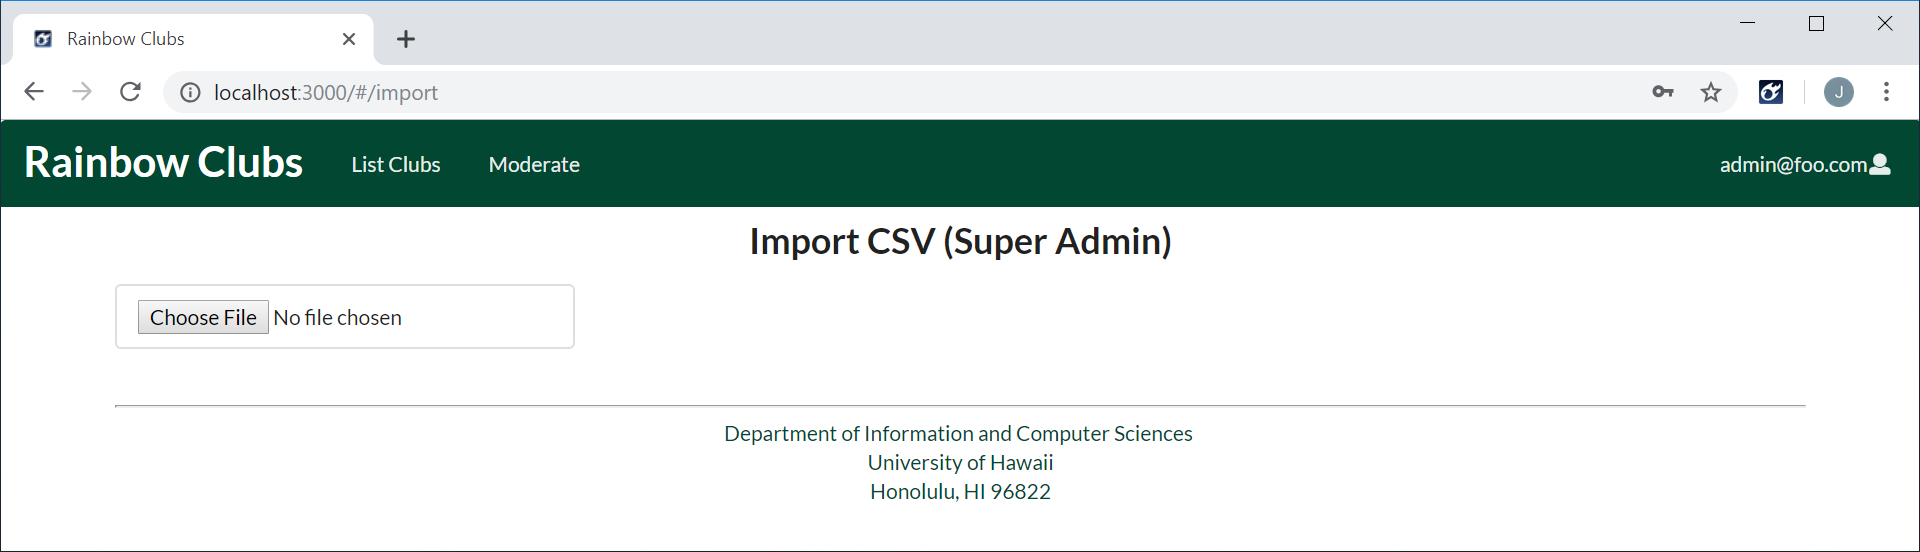 Rainbow Clubs
localhost:3000/#/import
J
Rainbow Clubs
List Clubs
Moderate
admin@foo.com
Import CSV (Super Admin)
Choose File No file chosen
Department of Information and Computer Sciences
University of Hawaii
Honolulu, HI 96822